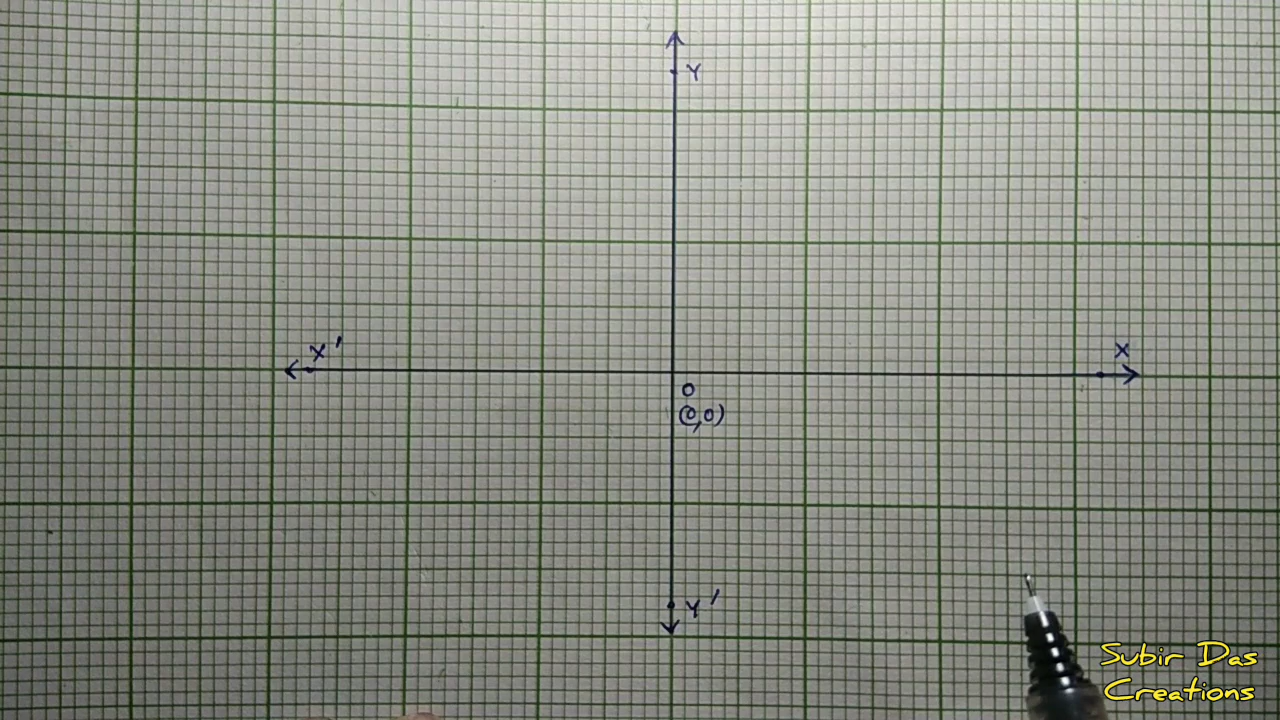 Y
X'
X
O
(0,0)
Y'
Subir Das
Creations